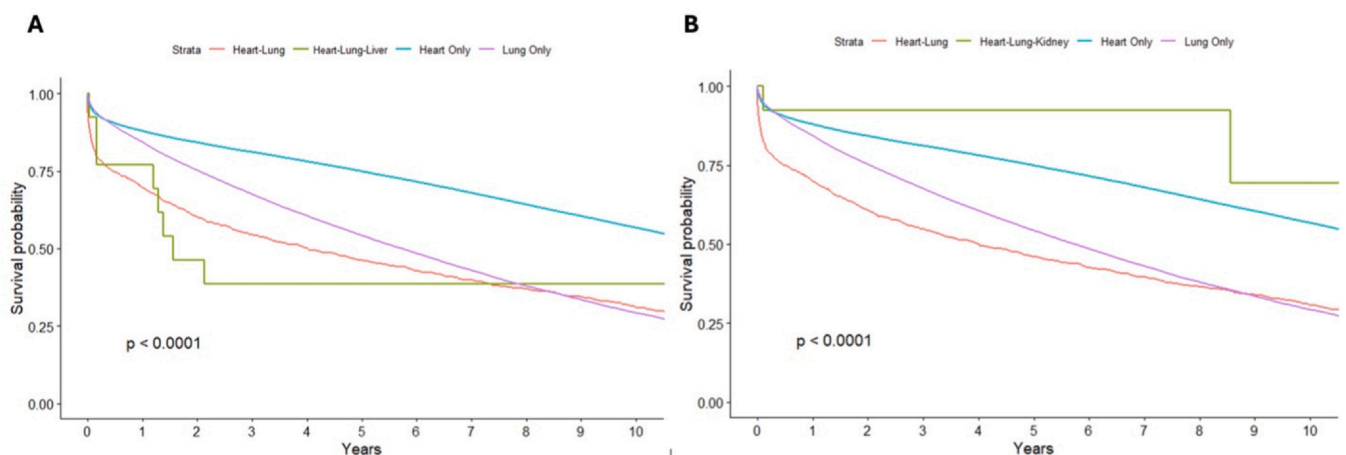 A
Strata Heart-Lung Heart-Lung-Liver Heart Only Lung Only
Survival probability
1.00
0.75
0.50
0.25
0.00
p < 0.0001
0 1 2 3 4 5 6 7 8 9 10
Years
B
Strata Heart-Lung Heart-Lung-Kidney Heart Only Lung Only
Survival probability
1.00
0.75
0.50
0.25
0.00
p < 0.0001
0 1 2 3 4 5 6 7 8 9 10
Years